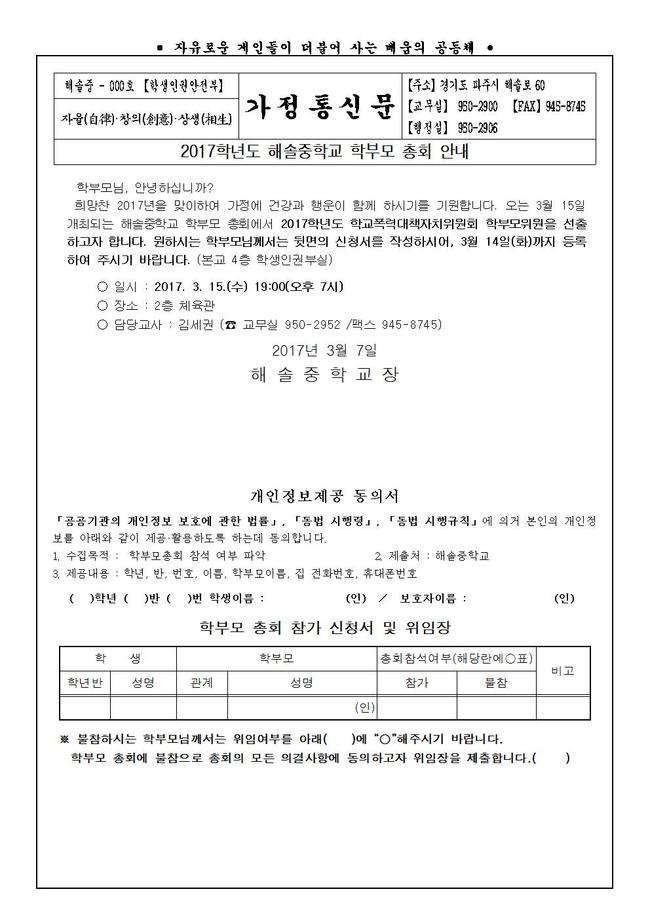 • 자유로운 개인들이 더불어 사는 배움의 공동체 •
해솔중 - 000호 【학생인권안전부】
자율(自律)·창의(創意)·상생(相生)
가정통신문
【주소】 경기도 파주시 해솔로 60
【교무실】 950-2900 【FAX】 945-8745
【행정실】 950-2906
2017학년도 해솔중학교 학부모 총회 안내
학부모님, 안녕하십니까?
희망찬 2017년을 맞이하여 가정에 건강과 행운이 함께 하시기를 기원합니다. 오는 3월 15일
개최되는 해솔중학교 학부모 총회에서 2017학년도 학교폭력대책자치위원회 학부모위원을 선출
하고자 합니다. 원하시는 학부모님께서는 뒷면의 신청서를 작성하시어, 3월 14일(화)까지 등록
하여 주시기 바랍니다. (본교 4층 학생인권부실)
○ 일시 : 2017. 3. 15.(수) 19:00(오후 7시)
○ 장소 : 2층 체육관
○ 담당교사 : 김세권 (☎ 교무실 950-2952 /팩스 945-8745)
2017년 3월 7일
해 솔 중 학 교 장
개인정보제공 동의서
「공공기관의 개인정보 보호에 관한 법률」, 「동법 시행령」, 「동법 시행규칙」에 의거 본인의 개인정
보를 아래와 같이 제공·활용하도록 하는데 동의합니다.
1. 수집목적 : 학부모총회 참석 여부 파악 2. 제출처 : 해솔중학교
3. 제공내용 : 학년, 반, 번호, 이름, 학부모이름, 집 전화번호, 휴대폰번호
( )학년 ( )반 ( )번 학생이름 : (인) / 보호자이름 : (인)
학부모 총회 참가 신청서 및 위임장
학 생 학부모 총회참석여부(해당란에○표) 비고
학년반 성명 관계 성명 참가 불참
(인)
※ 불참하시는 학부모님께서는 위임여부를 아래( )에 "○"해주시기 바랍니다.
학부모 총회에 불참으로 총회의 모든 의결사항에 동의하고자 위임장을 제출합니다.( )